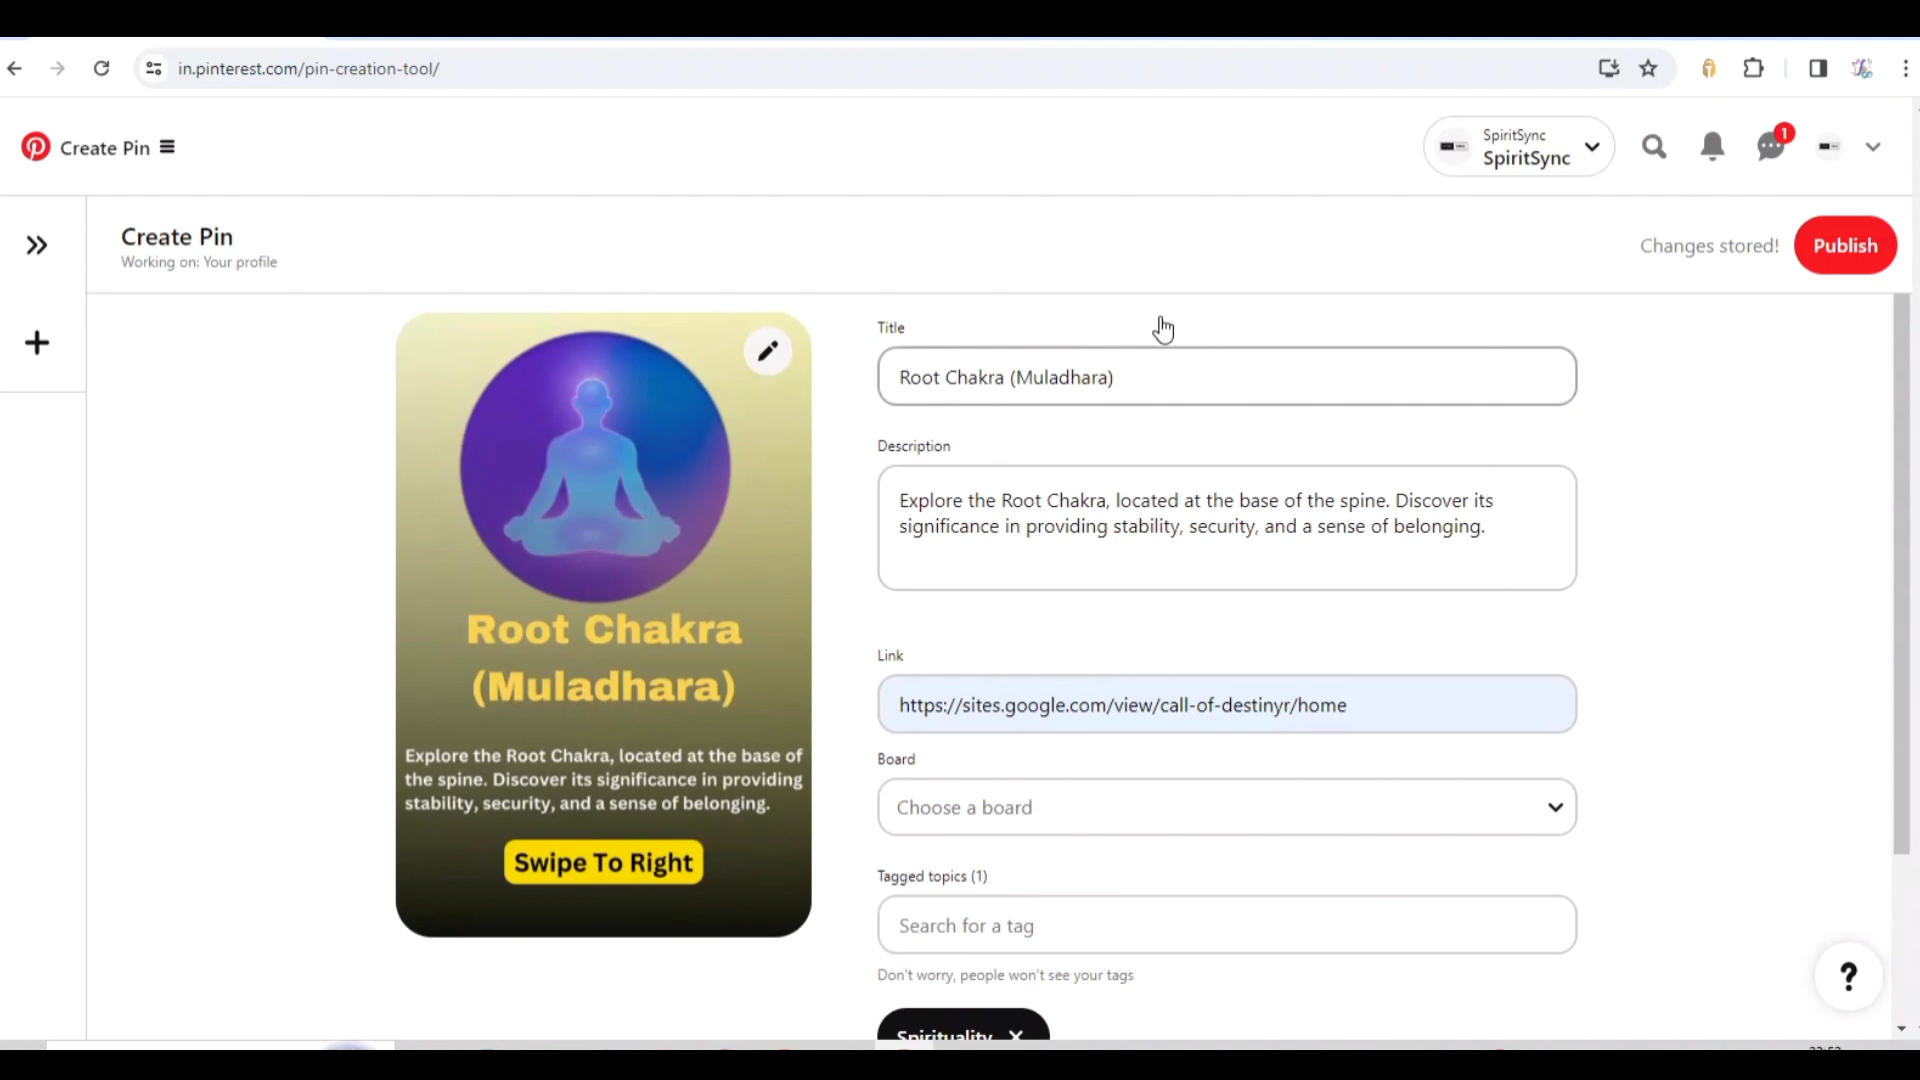 in.pinterest.com/pin-creation-tool/
Create Pin
SpiritSync
SpiritSync
1
Create Pin
Working on: Your profile
Changes stored!
Publish
Root Chakra
(Muladhara)
Explore the Root Chakra, located at the base of
the spine. Discover its significance in providing
stability, security, and a sense of belonging.
Swipe To Right
Title
Root Chakra (Muladhara)
Description
Explore the Root Chakra, located at the base of the spine. Discover its
significance in providing stability, security, and a sense of belonging.
Link
https://sites.google.com/view/call-of-destinyr/home
Board
Choose a board
Tagged topics (1)
Search for a tag
Don't worry, people won't see your tags
Spirituality
?